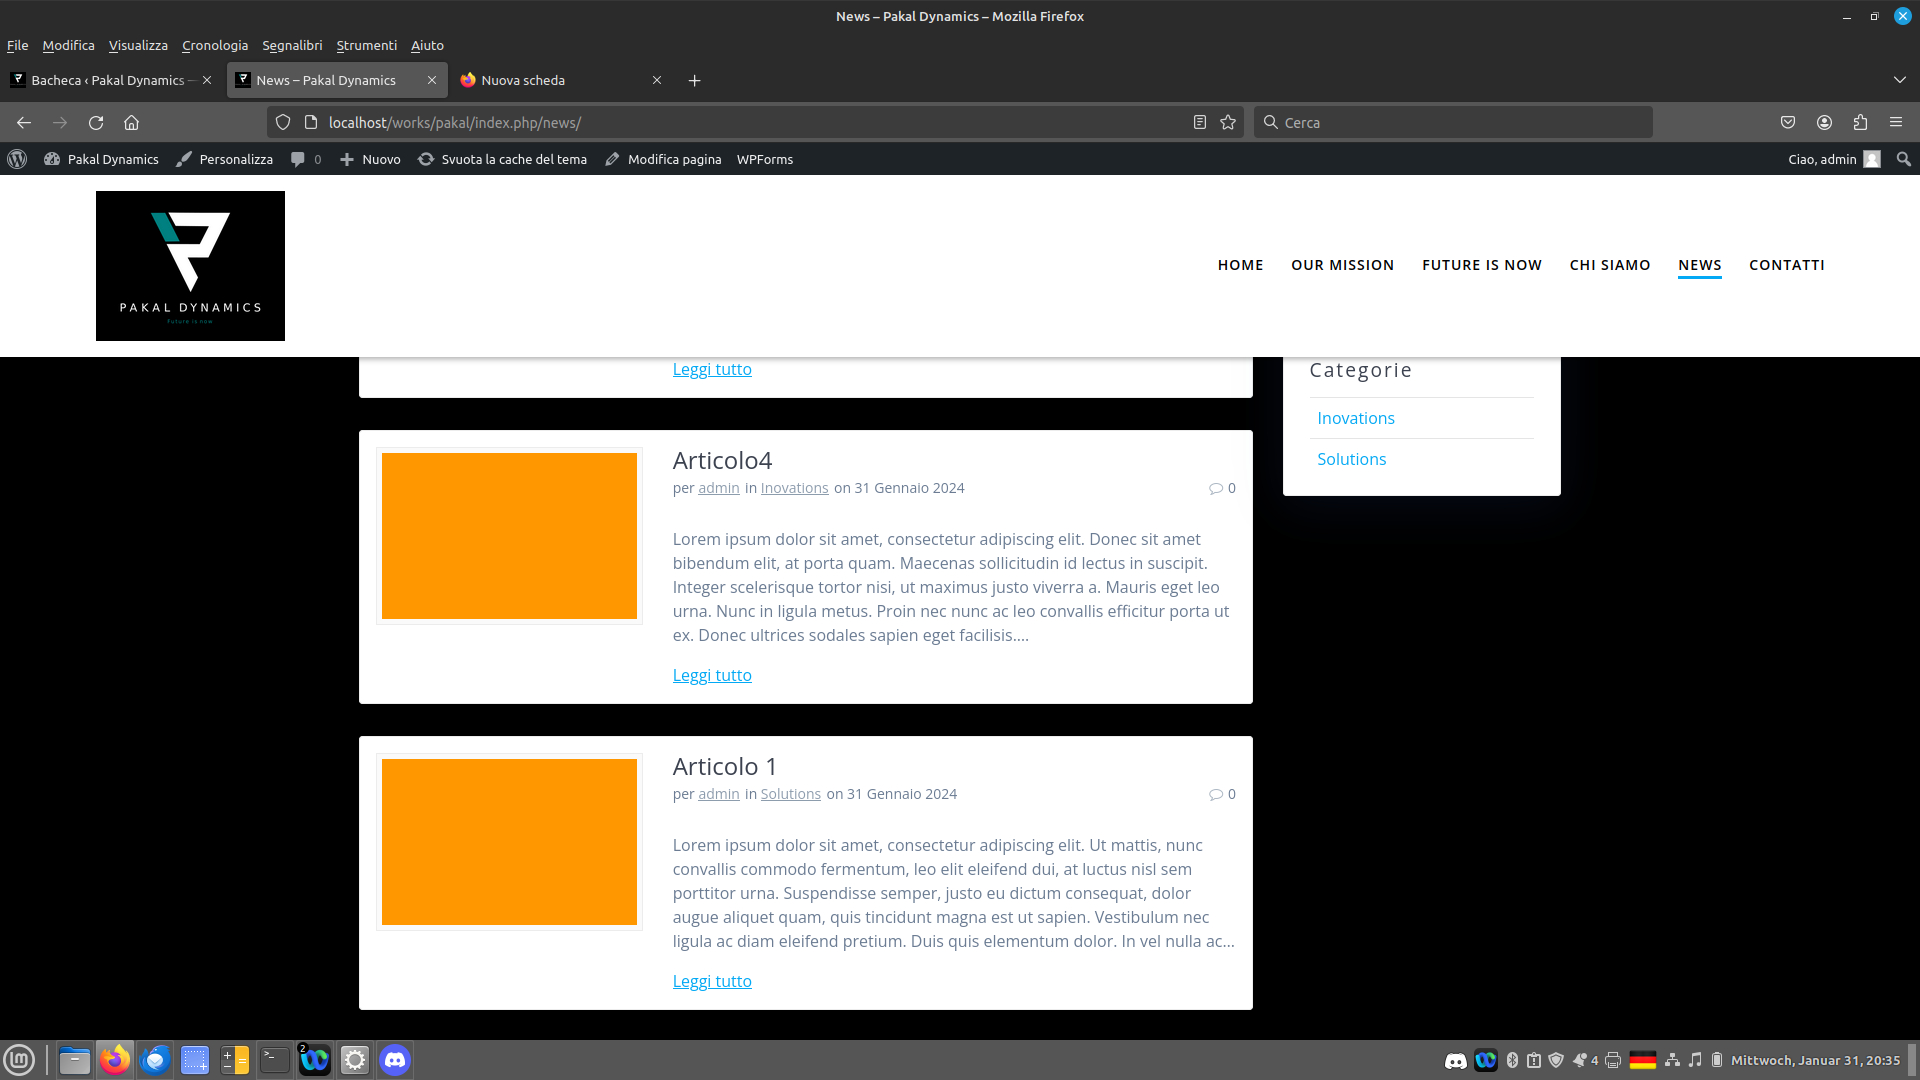 News – Pakal Dynamics – Mozilla Firefox
File Modifica Visualizza Cronologia Segnalibri Strumenti Aiuto
Bacheca ‹ Pakal Dynamics —
News – Pakal Dynamics
Nuova scheda
localhost/works/pakal/index.php/news/
Cerca
Pakal Dynamics Personalizza 0 Nuovo Svuota la cache del tema Modifica pagina WPForms Ciao, admin
PAKAL DYNAMICS
Future is now
HOME OUR MISSION FUTURE IS NOW CHI SIAMO NEWS CONTATTI
Leggi tutto
Articolo4
per admin in Inovations on 31 Gennaio 2024 0
Lorem ipsum dolor sit amet, consectetur adipiscing elit. Donec sit amet
bibendum elit, at porta quam. Maecenas sollicitudin id lectus in suscipit.
Integer scelerisque tortor nisi, ut maximus justo viverra a. Mauris eget leo
urna. Nunc in ligula metus. Proin nec nunc ac leo convallis efficitur porta ut
ex. Donec ultrices sodales sapien eget facilisis....
Leggi tutto
Articolo 1
per admin in Solutions on 31 Gennaio 2024 0
Lorem ipsum dolor sit amet, consectetur adipiscing elit. Ut mattis, nunc
convallis commodo fermentum, leo elit eleifend dui, at luctus nisl sem
porttitor urna. Suspendisse semper, justo eu dictum consequat, dolor
augue aliquet quam, quis tincidunt magna est ut sapien. Vestibulum nec
ligula ac diam eleifend pretium. Duis quis elementum dolor. In vel nulla ac...
Leggi tutto
Categorie
Inovations
Solutions
2
4
Mittwoch, Januar 31, 20:35